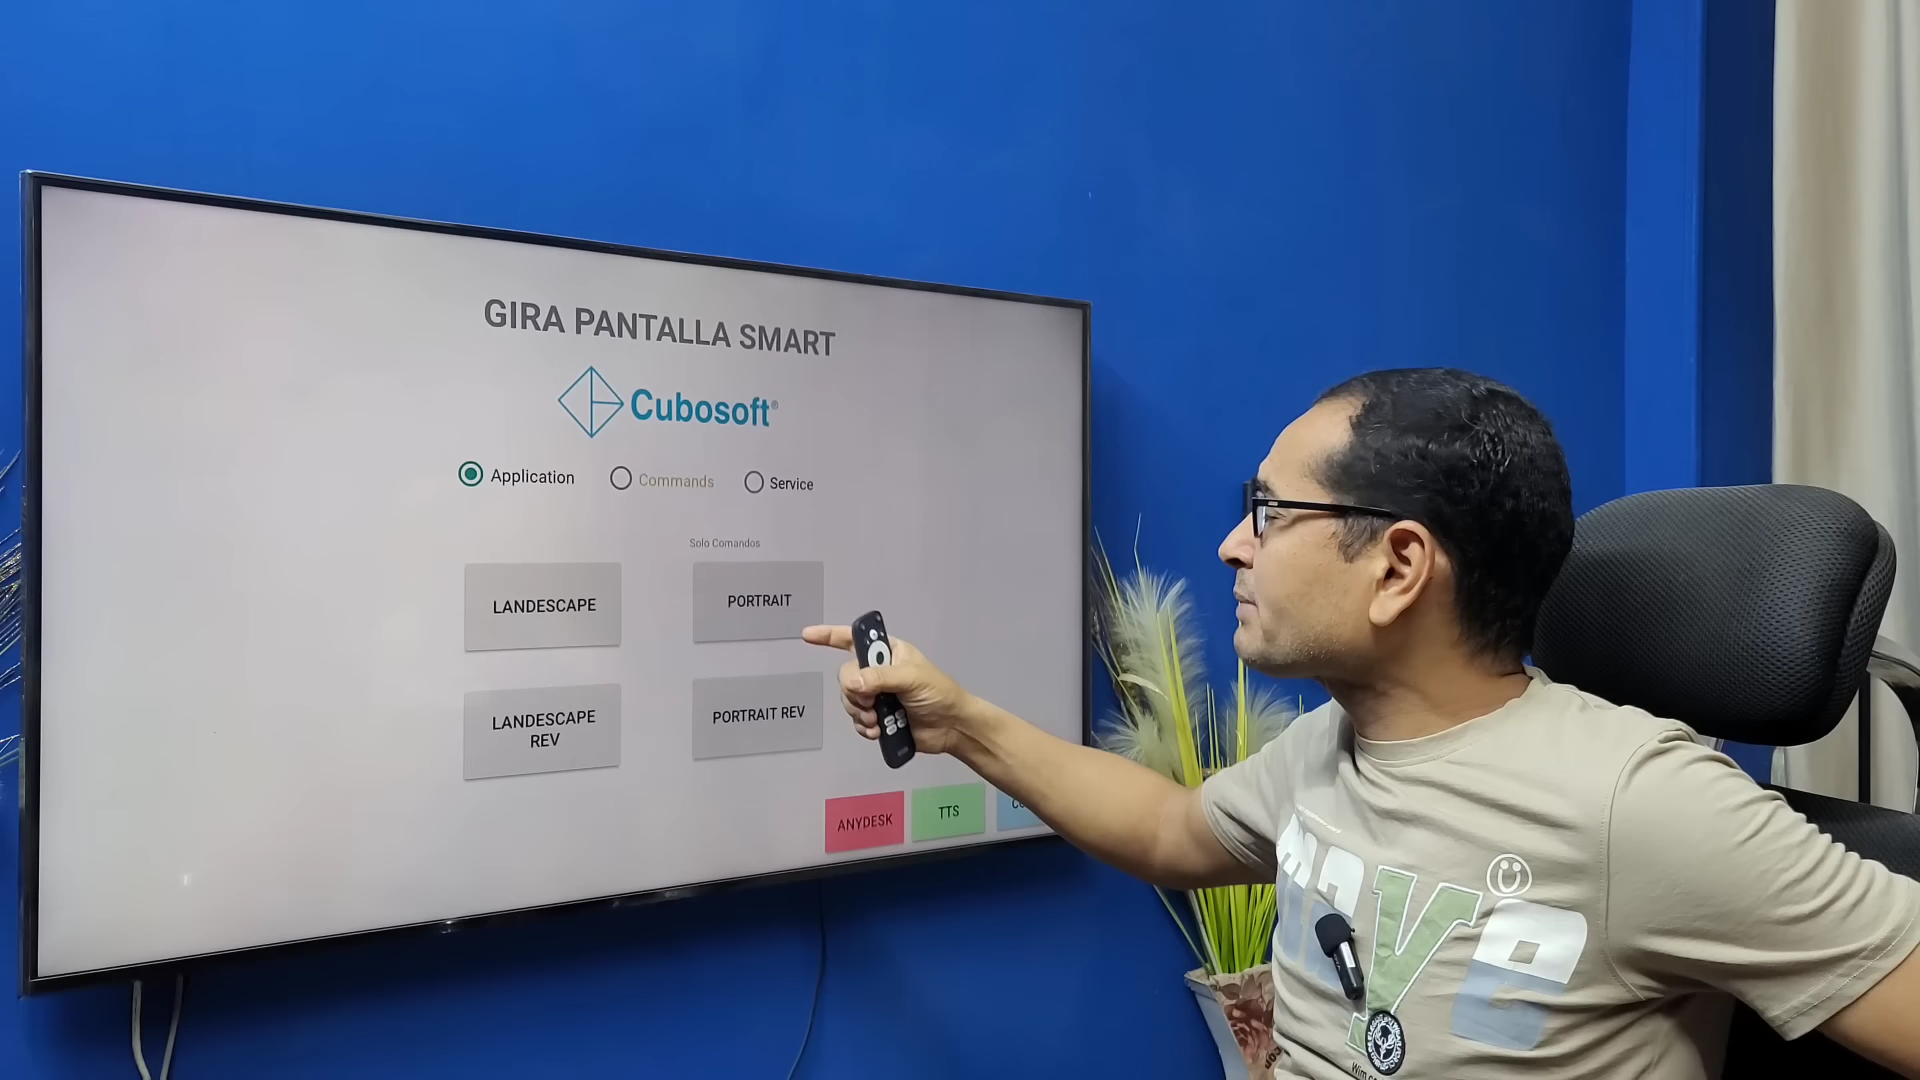 GIRA PANTALLA SMART
Cubosoft®
Application Commands Service
Solo Comandos
LANDESCAPE PORTRAIT
LANDESCAPE
REV
PORTRAIT REV
ANYDESK TTS